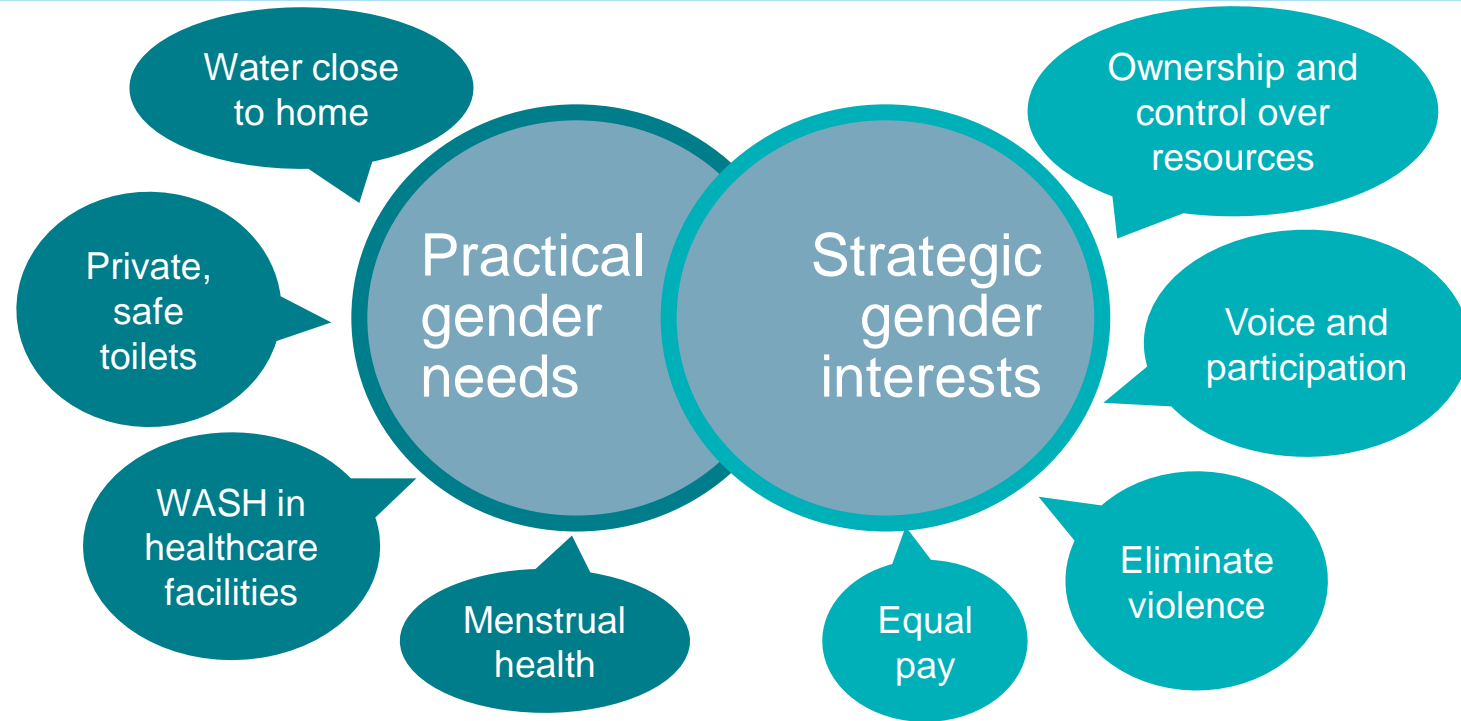 Water close
to home
Private,
safe
toilets
WASH in
healthcare
facilities
Menstrual
health
Practical
gender
needs
Strategic
gender
interests
Ownership and
control over
resources
Voice and
participation
Eliminate
violence
Equal
pay